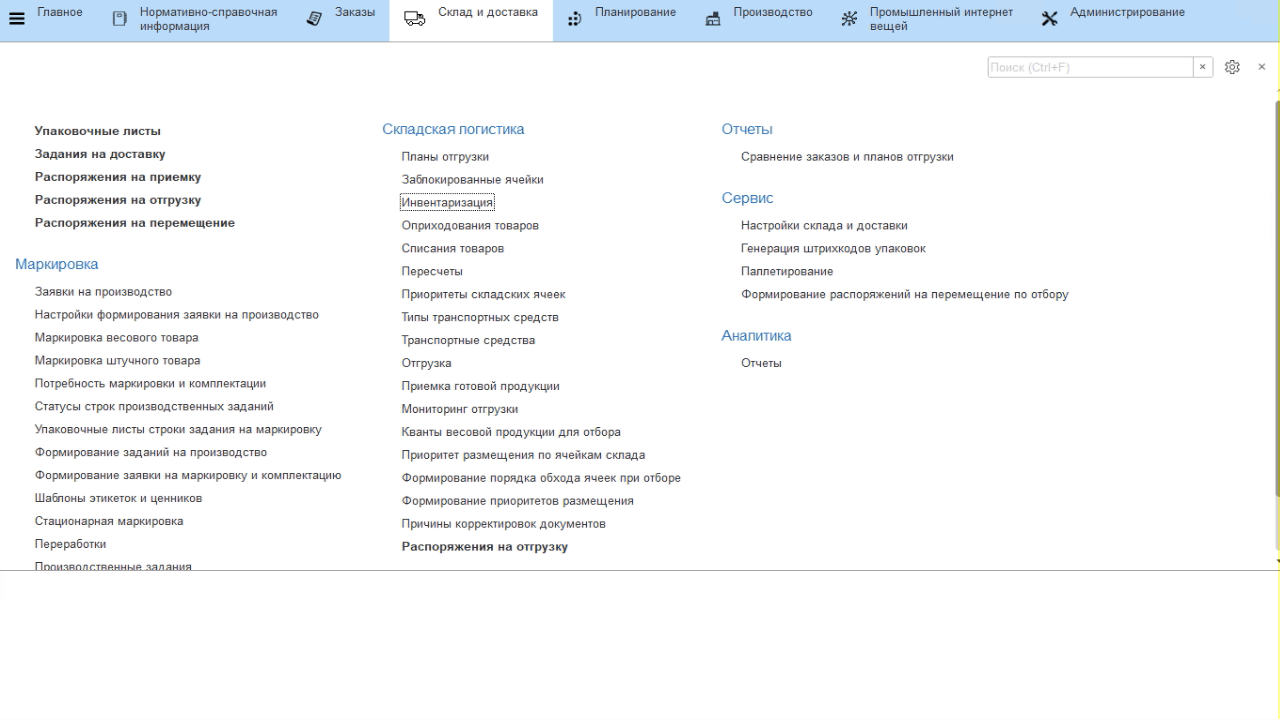 Главное
Нормативно-справочная
информация
Заказы
Склад и доставка
Планирование
Производство
Промышленный интернет
вещей
Администрирование
Поиск (Ctrl+F)
Упаковочные листы
Задания на доставку
Распоряжения на приемку
Распоряжения на отгрузку
Распоряжения на перемещение
Маркировка
Заявки на производство
Настройки формирования заявки на производство
Маркировка весового товара
Маркировка штучного товара
Потребность маркировки и комплектации
Статусы строк производственных заданий
Упаковочные листы строки задания на маркировку
Формирование заданий на производство
Формирование заявки на маркировку и комплектацию
Шаблоны этикеток и ценников
Стационарная маркировка
Переработки
Производственные задания
Складская логистика
Планы отгрузки
Заблокированные ячейки
Инвентаризация
Оприходования товаров
Списания товаров
Пересчеты
Приоритеты складских ячеек
Типы транспортных средств
Транспортные средства
Отгрузка
Приемка готовой продукции
Мониторинг отгрузки
Кванты весовой продукции для отбора
Приоритет размещения по ячейкам склада
Формирование порядка обхода ячеек при отборе
Формирование приоритетов размещения
Причины корректировок документов
Распоряжения на отгрузку
Отчеты
Сравнение заказов и планов отгрузки
Сервис
Настройки склада и доставки
Генерация штрихкодов упаковок
Паллетирование
Формирование распоряжений на перемещение по отбору
Аналитика
Отчеты